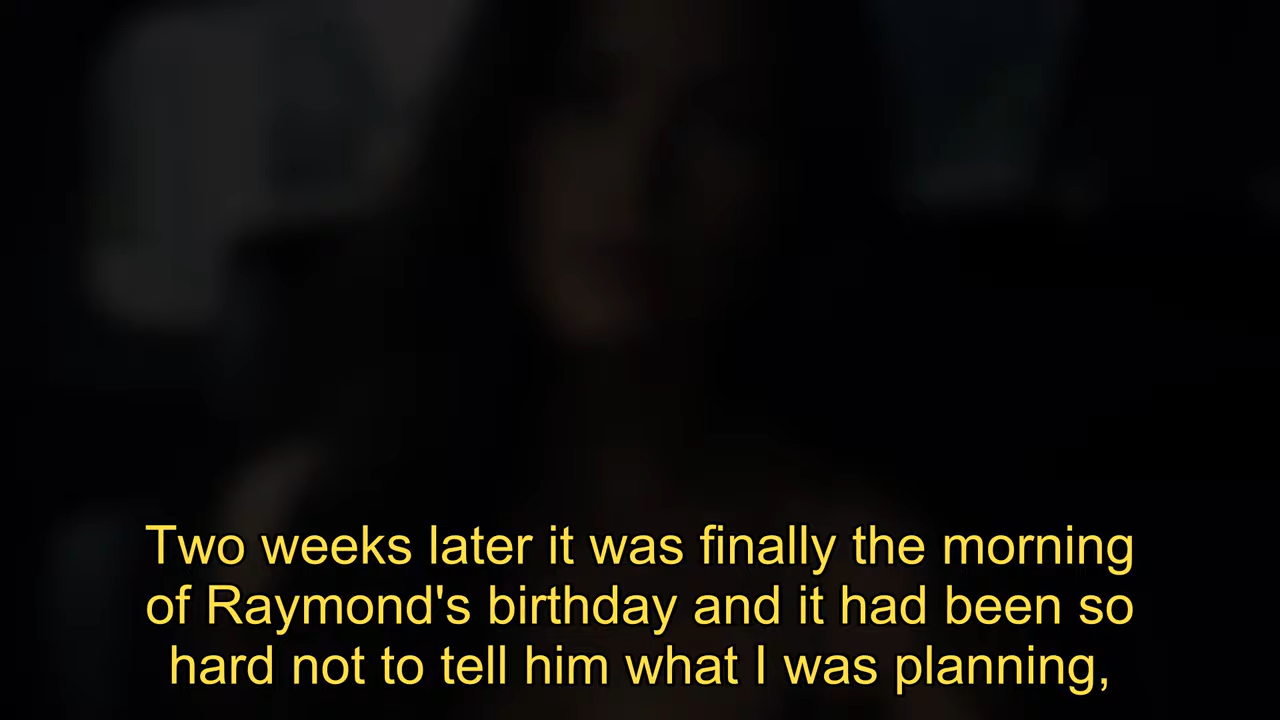 Two weeks later it was finally the morning
of Raymond's birthday and it had been so
hard not to tell him what I was planning,